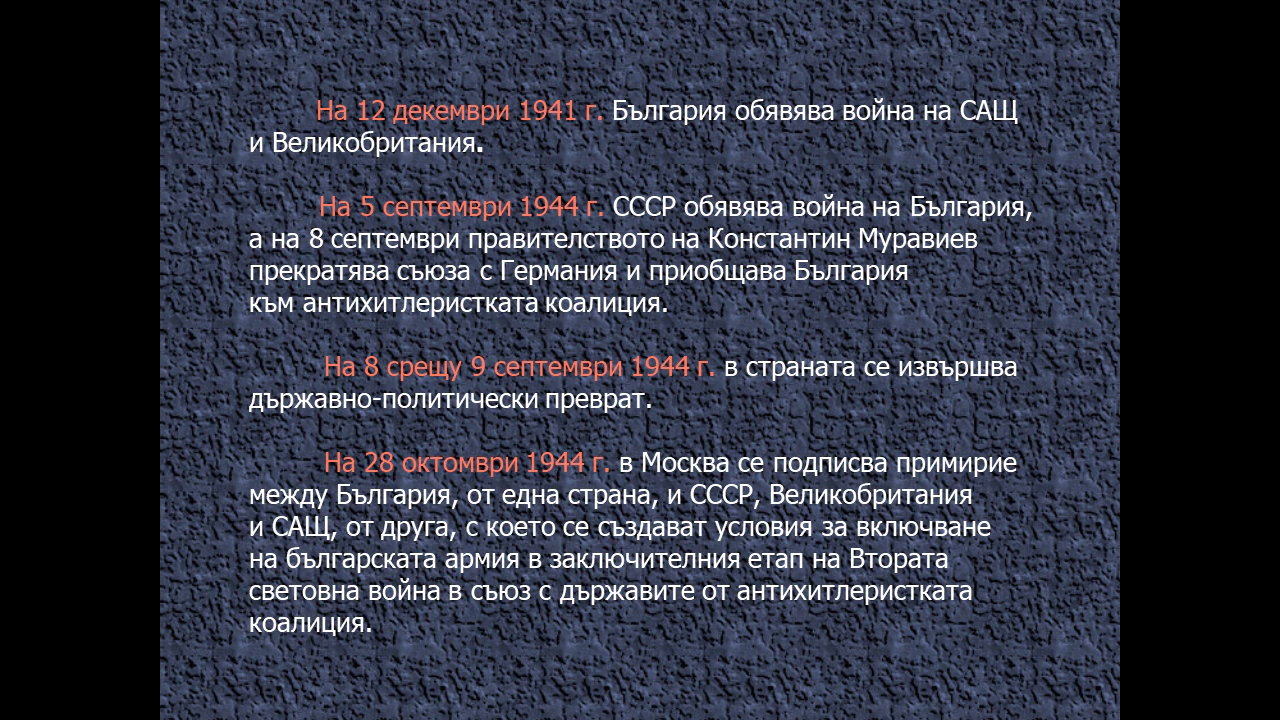 На 12 декември 1941 г. България обявява война на САЩ
и Великобритания.
На 5 септември 1944 г. СССР обявява война на България,
а на 8 септември правителството на Константин Муравиев
прекратява съюза с Германия и приобщава България
към антихитлеристката коалиция.
На 8 срещу 9 септември 1944 г. в страната се извършва
държавно-политически преврат.
На 28 октомври 1944 г. в Москва се подписва примирие
между България, от една страна, и СССР, Великобритания
и САЩ, от друга, с което се създават условия за включване
на българската армия в заключителния етап на Втората
световна война в съюз с държавите от антихитлеристката
коалиция.